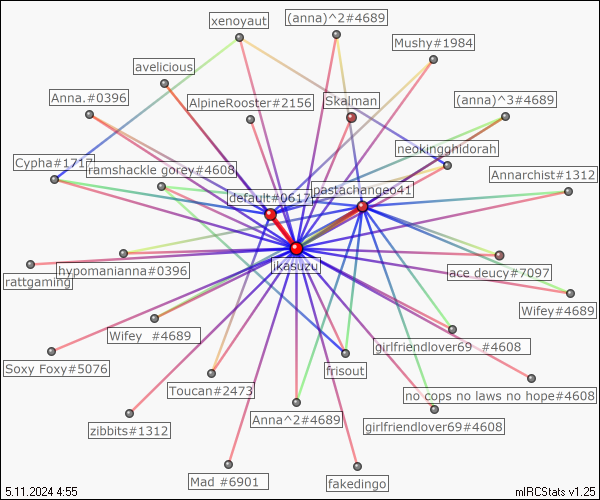 xenoyaut
(anna)^2#4689
Mushy#1984
avelicious
Anna.#0396
AlpineRooster#2156
Skalman
(anna)^3#4689
neokingghidorah
Cypha#1717
ramshackle gorey#4608
Annarchist#1312
default#0617
pastachangeo41
jkasuzu
rattgaming
hypomanianna#0396
ace deucy#7097
Wifey#4689
Wifey  #4689
girlfriendlover69  #4608
Soxy Foxy#5076
frisout
Toucan#2473
no cops no laws no hope#4608
Anna^2#4689
girlfriendlover69#4608
zibbits#1312
Mad #6901
fakedingo
5.11.2024 4:55
mIRCStats v1.25